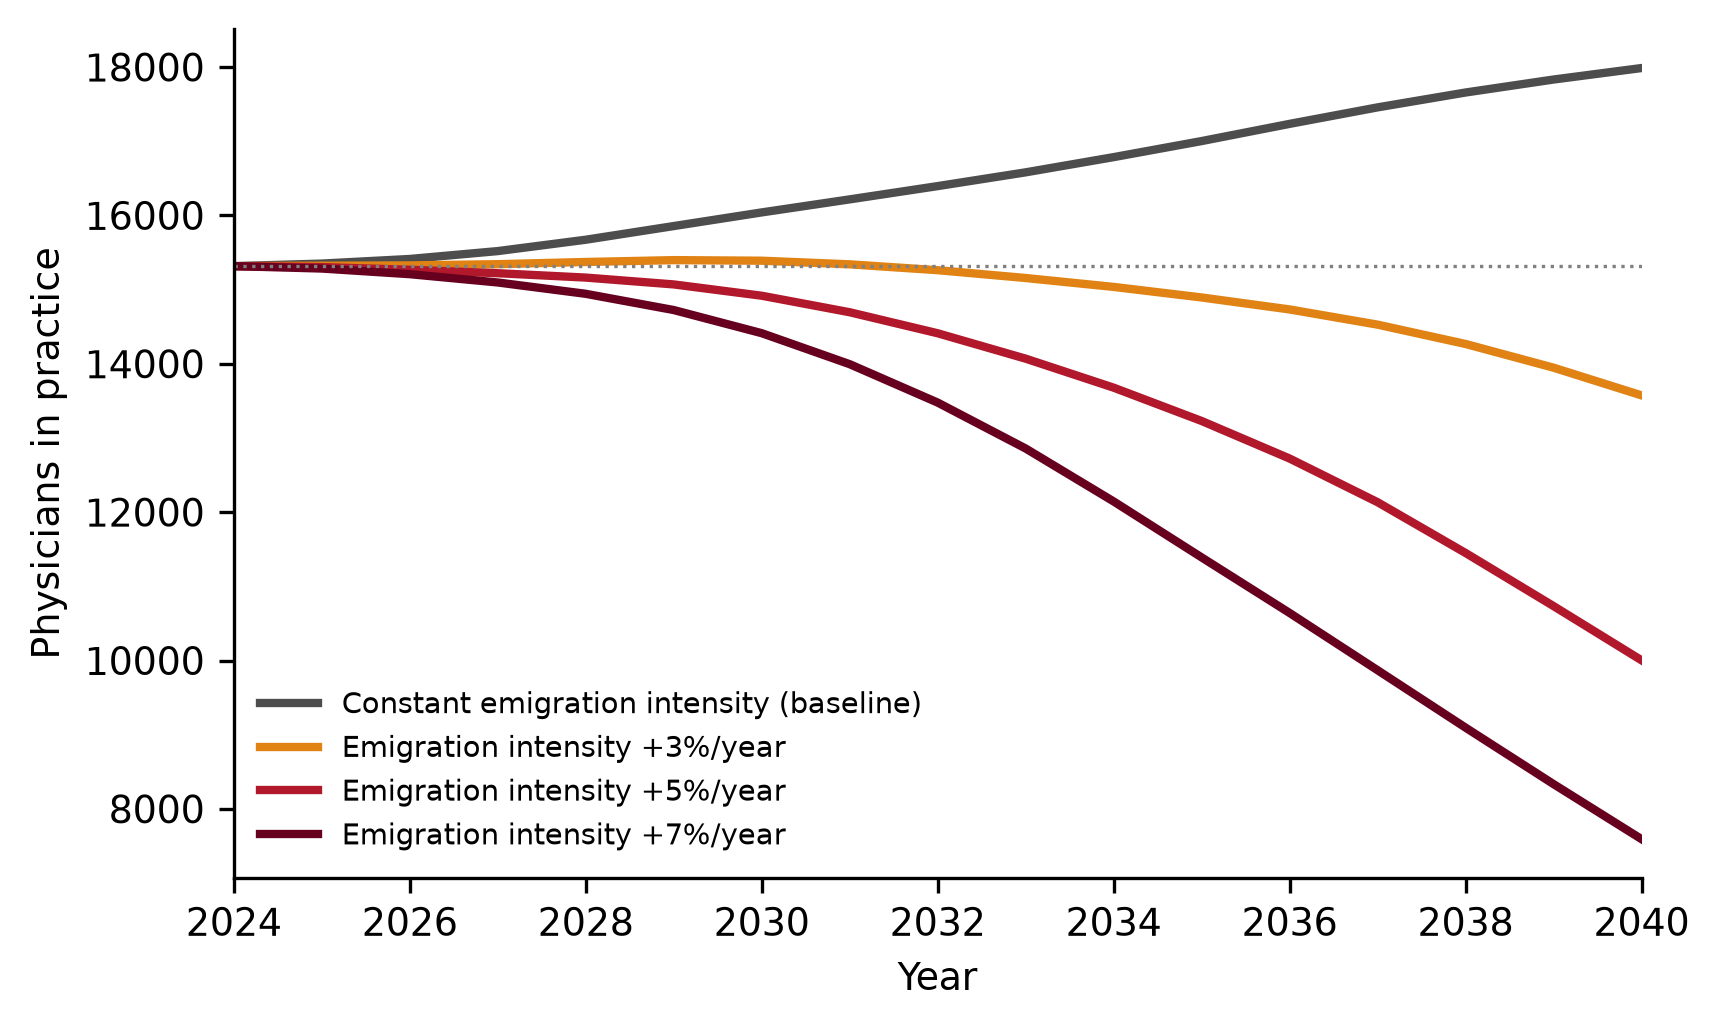 18000
16000
14000
12000
10000
8000
Physicians in practice
Constant emigration intensity (baseline)
Emigration intensity +3%/year
Emigration intensity +5%/year
Emigration intensity +7%/year
2024 2026 2028 2030 2032 2034 2036 2038 2040
Year